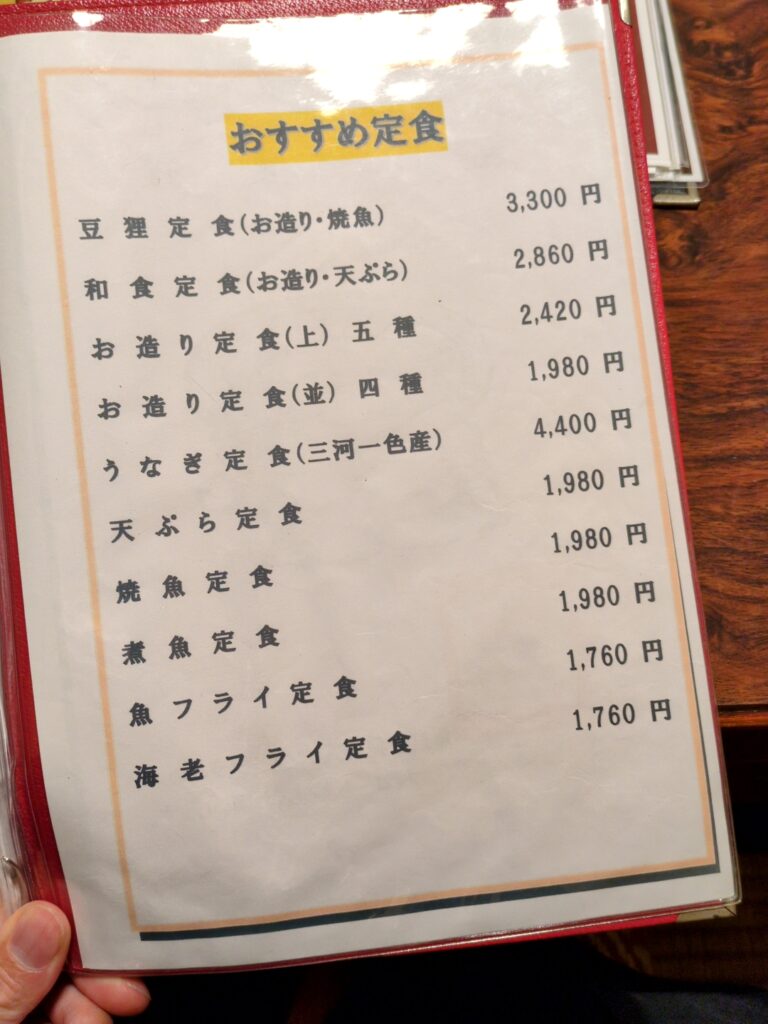 おすすめ定食
豆狸定食(お造り・焼魚) 3,300円
和食定食(お造り・天ぷら) 2,860円
お造り定食(上)五種 2,420円
お造り定食(並)四種 1,980円
うなぎ定食(三河一色産) 4,400円
天ぷら定食 1,980円
焼魚定食 1,980円
煮魚定食 1,980円
魚フライ定食 1,760円
海老フライ定食 1,760円